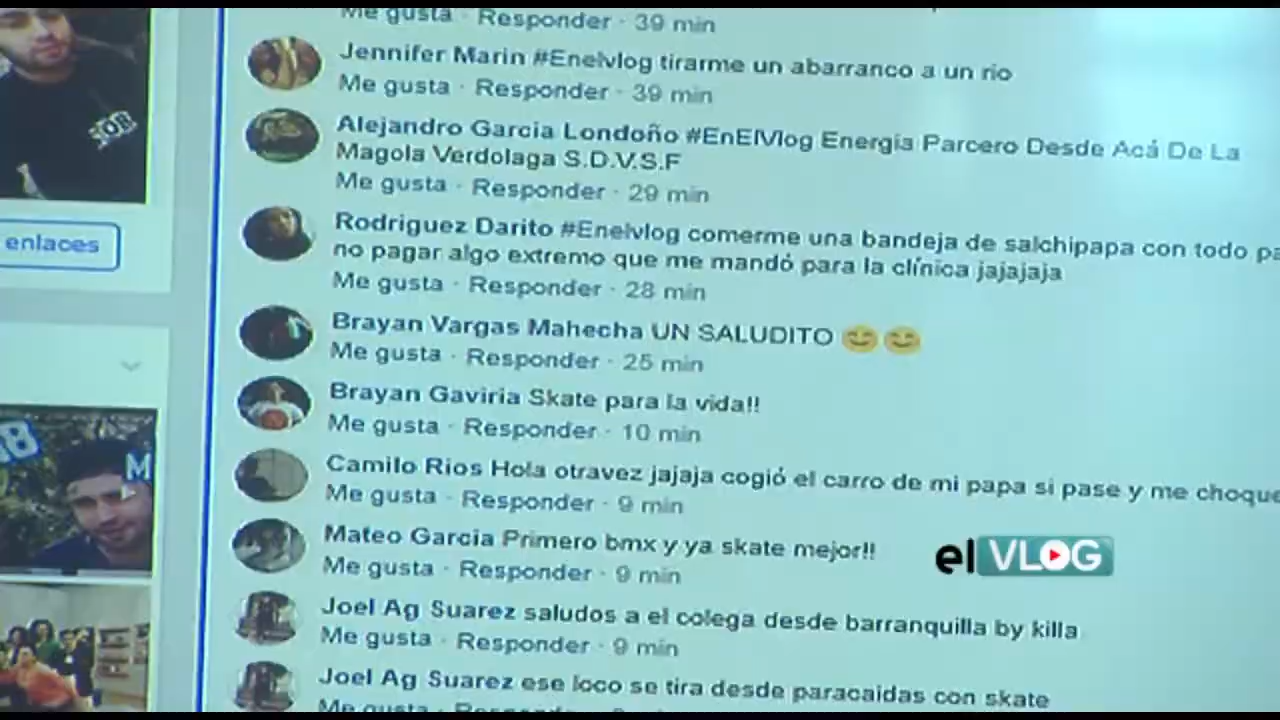 Me gusta · Responder · 39 min
Jennifer Marin #Enelvlog tirarme un abarranco a un rio
Me gusta · Responder · 39 min
Alejandro Garcia Londoño #EnElVlog Energia Parcero Desde Acá De La
Magola Verdolaga S.D.V.S.F
Me gusta · Responder · 29 min
Rodriguez Darito #Enelvlog comerme una bandeja de salchipapa con todo pa
no pagar algo extremo que me mandó para la clínica jajajaja
Me gusta · Responder · 28 min
Brayan Vargas Mahecha UN SALUDITO 😊😊
Me gusta · Responder · 25 min
Brayan Gaviria Skate para la vida!!
Me gusta · Responder · 10 min
Camilo Rios Hola otravez jajaja cogió el carro de mi papa si pase y me choque
Me gusta · Responder · 9 min
Mateo Garcia Primero bmx y ya skate mejor!!
Me gusta · Responder · 9 min
Joel Ag Suarez saludos a el colega desde barranquilla by killa
Me gusta · Responder · 9 min
Joel Ag Suarez ese loco se tira desde paracaidas con skate
Me gusta · Responder
enlaces
el VLOG